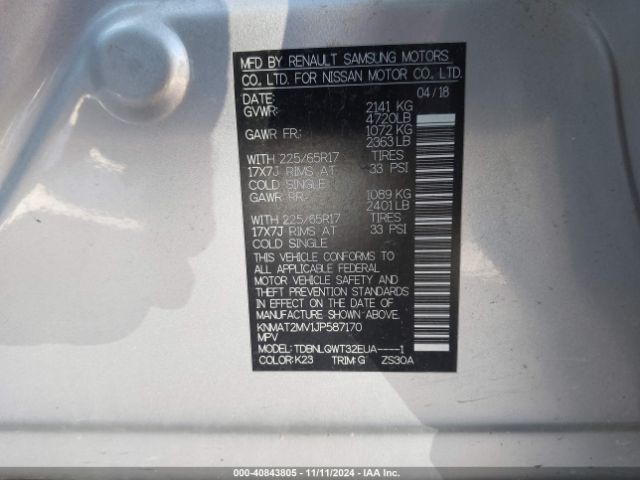 MFD BY RENAULT SAMSUNG MOTORS
CO., LTD. FOR NISSAN MOTOR CO., LTD.
DATE: 04/18
GVWR: 2141 KG
4720LB
GAWR FR: 1072 KG
2363LB
WITH 225/65R17 TIRES
17X7J RIMS AT 33 PSI
COLD SINGLE
GAWR RR: 1089 KG
2401LB
WITH 225/65R17 TIRES
17X7J RIMS AT 33 PSI
COLD SINGLE
THIS VEHICLE CONFORMS TO
ALL APPLICABLE FEDERAL
MOTOR VEHICLE SAFETY AND
THEFT PREVENTION STANDARDS
IN EFFECT ON THE DATE OF
MANUFACTURE SHOWN ABOVE.
KNMAT2MV1JP587170
MPV
MODEL: TDBNLGWT32EUA----1
COLOR:K23 TRIM:G ZS30A
000-40843805 - 11/11/2024 - IAA Inc.